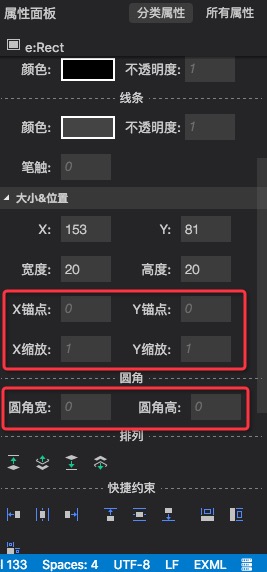 属性面板 分类属性 所有属性
e:Rect
颜色: 不透明度: 1
线条
颜色: 不透明度: 1
笔触: 0
大小&位置
X: 153 Y: 81
宽度: 20 高度: 20
X锚点: 0 Y锚点: 0
X缩放: 1 Y缩放: 1
圆角
圆角宽: 0 圆角高: 0
排列
快捷约束
l 133 Spaces: 4 UTF-8 LF EXML